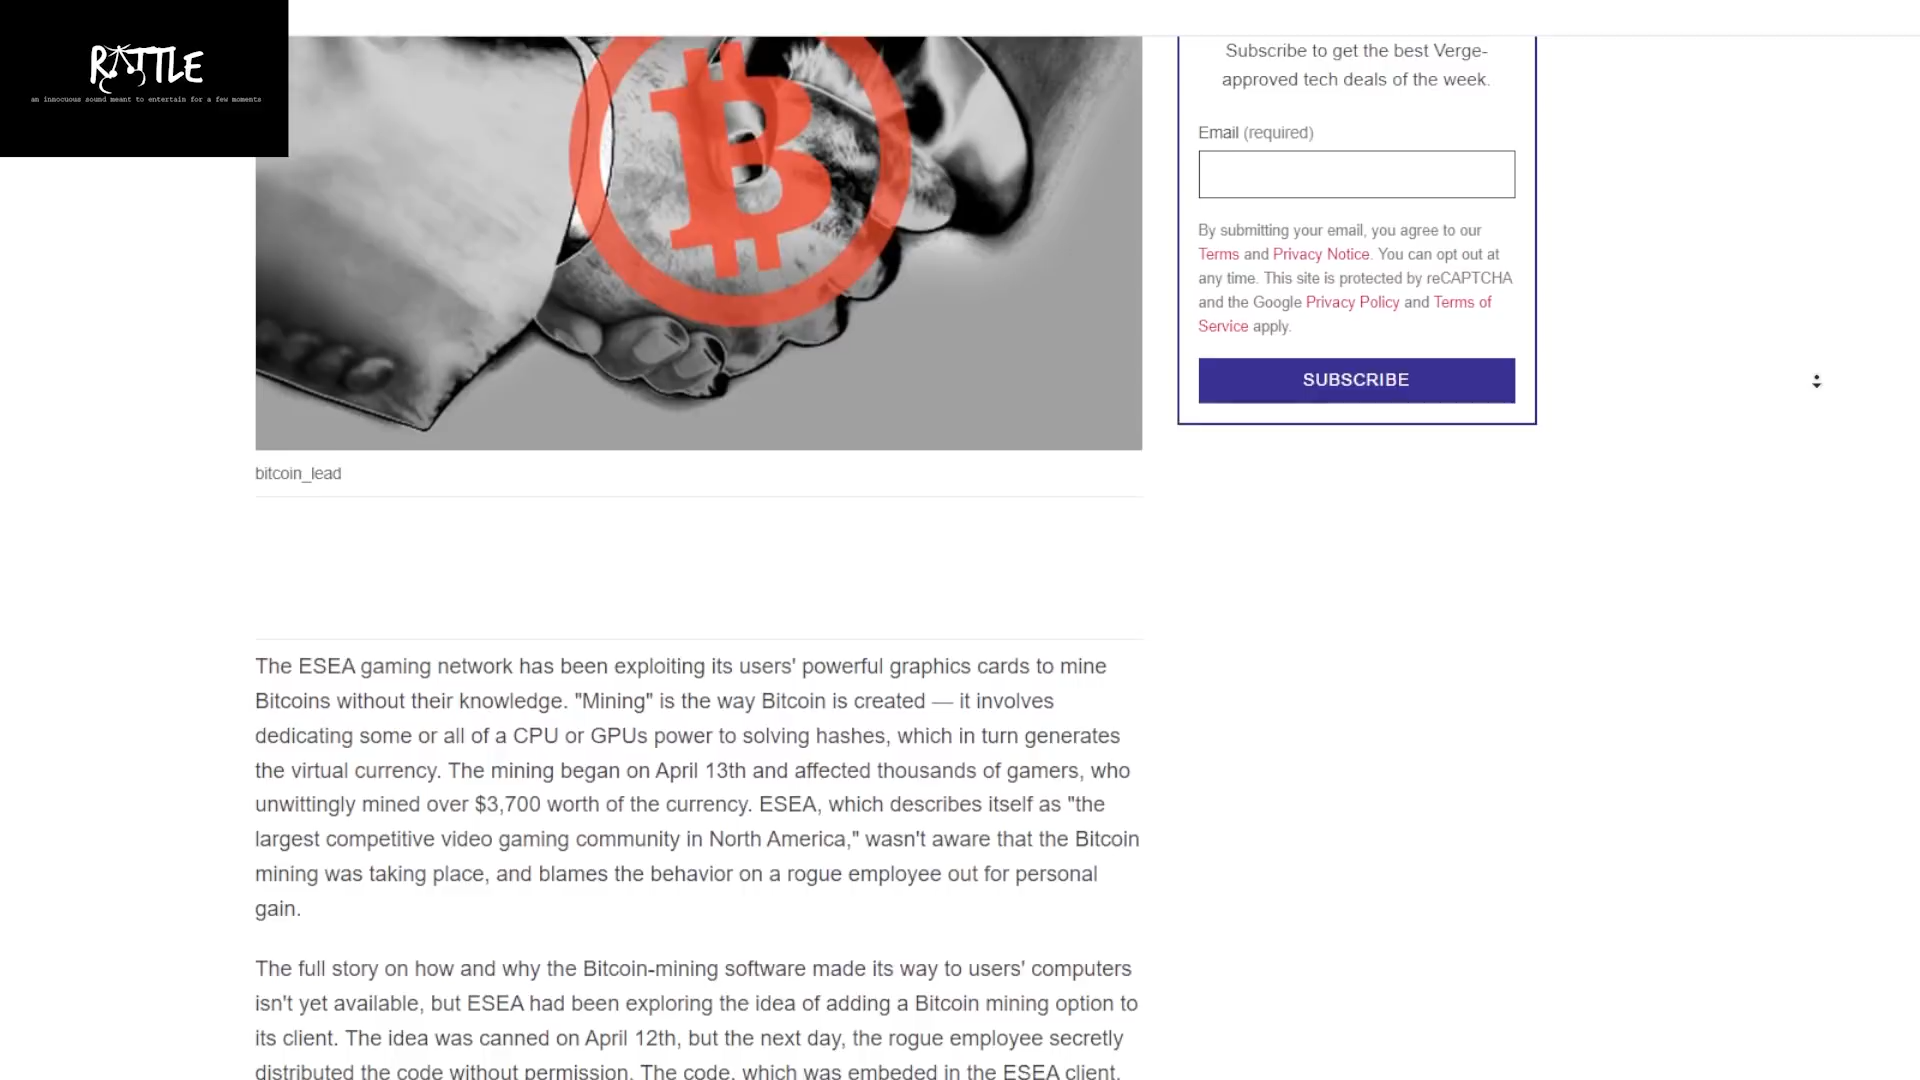 RATTLE
an innocuous sound meant to entertain for a few moments
Subscribe to get the best Verge-
approved tech deals of the week.
Email (required)
By submitting your email, you agree to our
Terms and Privacy Notice. You can opt out at
any time. This site is protected by reCAPTCHA
and the Google Privacy Policy and Terms of
Service apply.
SUBSCRIBE
bitcoin_lead
The ESEA gaming network has been exploiting its users' powerful graphics cards to mine
Bitcoins without their knowledge. "Mining" is the way Bitcoin is created — it involves
dedicating some or all of a CPU or GPUs power to solving hashes, which in turn generates
the virtual currency. The mining began on April 13th and affected thousands of gamers, who
unwittingly mined over $3,700 worth of the currency. ESEA, which describes itself as "the
largest competitive video gaming community in North America," wasn't aware that the Bitcoin
mining was taking place, and blames the behavior on a rogue employee out for personal
gain.
The full story on how and why the Bitcoin-mining software made its way to users' computers
isn't yet available, but ESEA had been exploring the idea of adding a Bitcoin mining option to
its client. The idea was canned on April 12th, but the next day, the rogue employee secretly
distributed the code without permission. The code, which was embeded in the ESEA client,